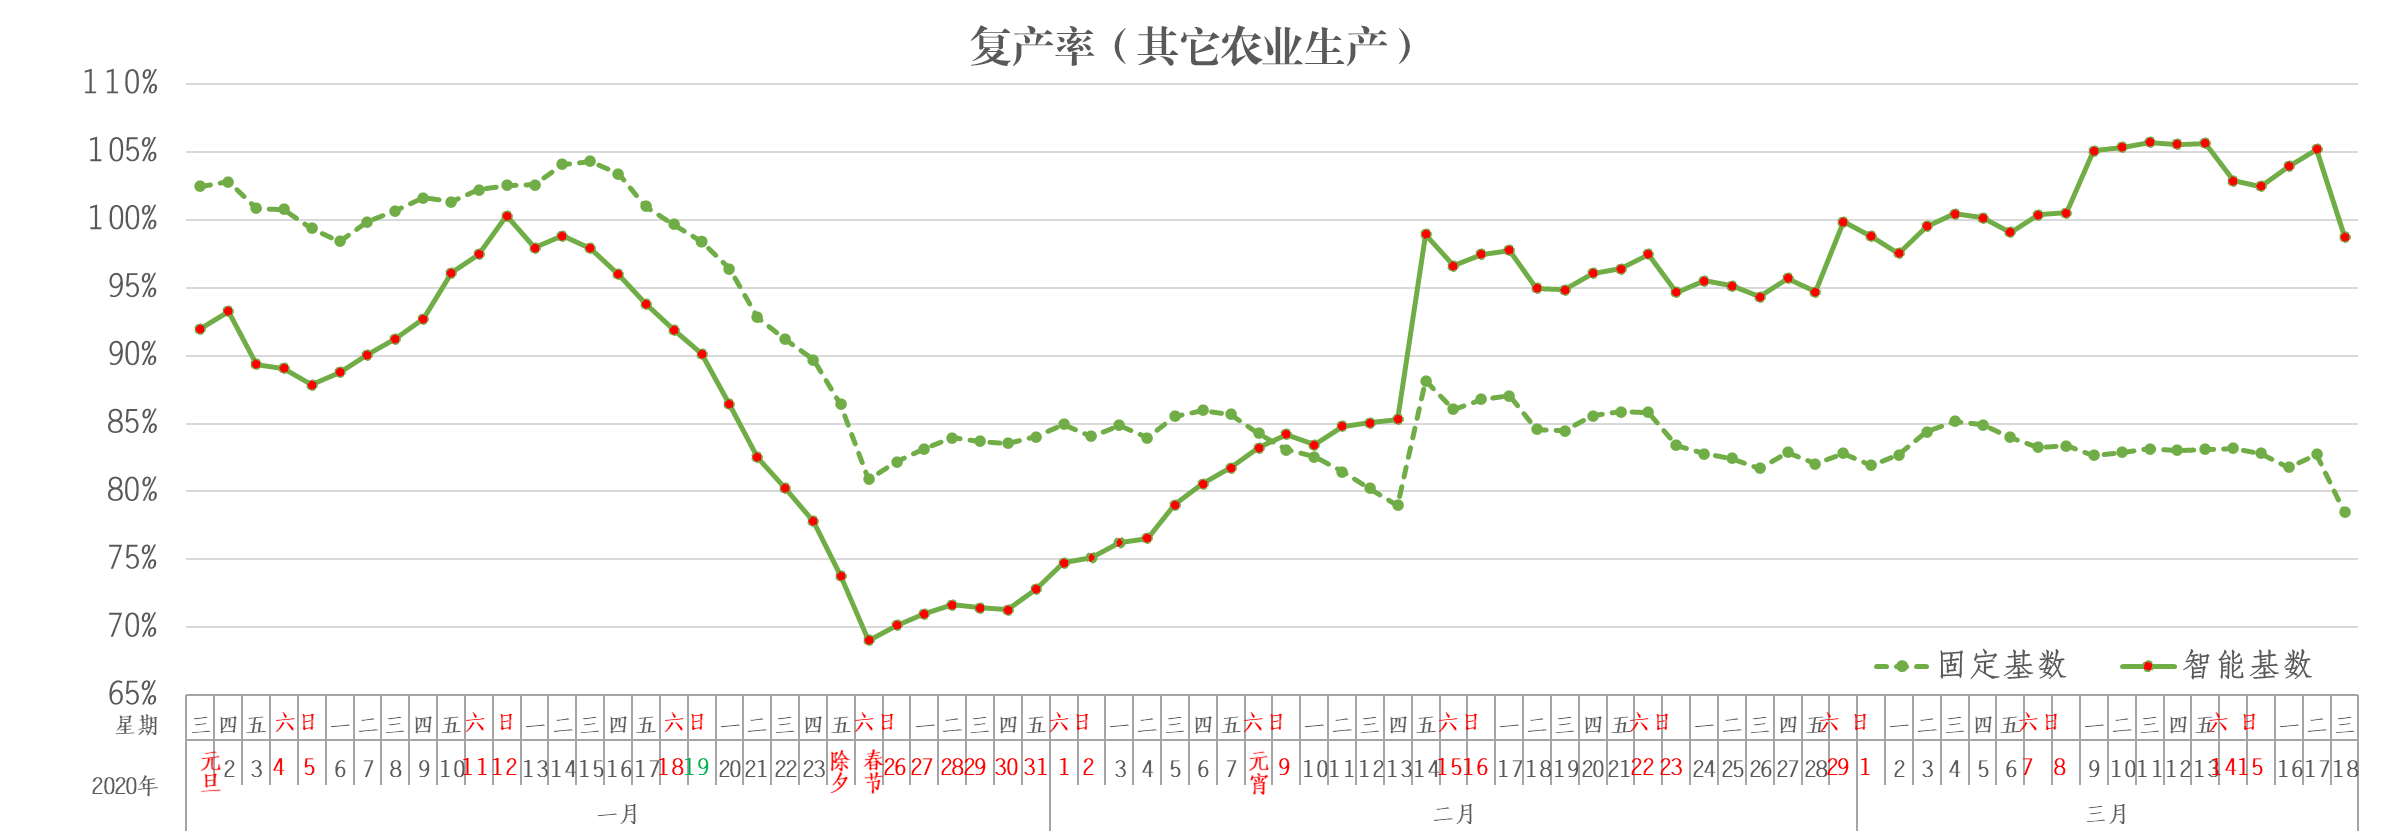 复产率（其它农业生产）
110%
105%
100%
95%
90%
85%
80%
75%
70%
65%
固定基数 智能基数
星期 三 四 五 六 日 一 二 三 四 五 六 日 一 二 三 四 五 六 日 一 二 三 四 五 六 日 一 二 三 四 五 六 日 一 二 三 四 五 六 日 一 二 三 四 五 六 日 一 二 三 四 五 六 日 一 二 三 四 五 六 日 一 二 三 四 五 六 日 一 二 三 四 五 六 日 一 二 三
2020年 元旦 2 3 4 5 6 7 8 9 10 11 12 13 14 15 16 17 18 19 20 21 22 23 除夕 春节 26 27 28 29 30 31 1 2 3 4 5 6 7 元宵 9 10 11 12 13 14 15 16 17 18 19 20 21 22 23 24 25 26 27 28 29 1 2 3 4 5 6 7 8 9 10 11 12 13 14 15 16 17 18
一月 二月 三月